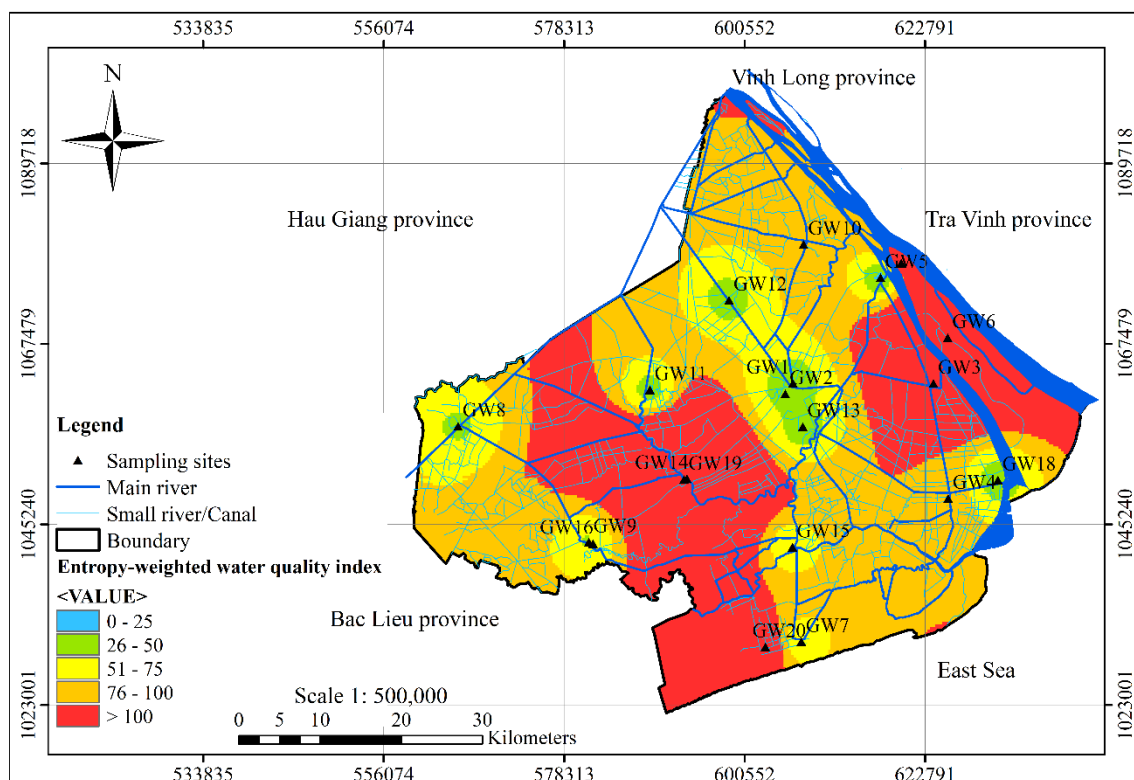 533835 556074 578313 600552 622791
N
Vinh Long province
1089718 1089718
Hau Giang province
Tra Vinh province
GW10
GW5
GW12
1067479 1067479
GW6
GW1
GW2
GW3
GW11
GW8
GW13
Legend
Sampling sites
Main river
Small river/Canal
Boundary
GW14 GW19
GW18
GW4
1045240 1045240
GW16 GW9
GW15
Entropy-weighted water quality index
<VALUE>
0 - 25
26 - 50
51 - 75
76 - 100
> 100
Bac Lieu province
GW20 GW7
East Sea
Scale 1: 500,000
0 5 10 20 30
Kilometers
1023001 1023001
533835 556074 578313 600552 622791